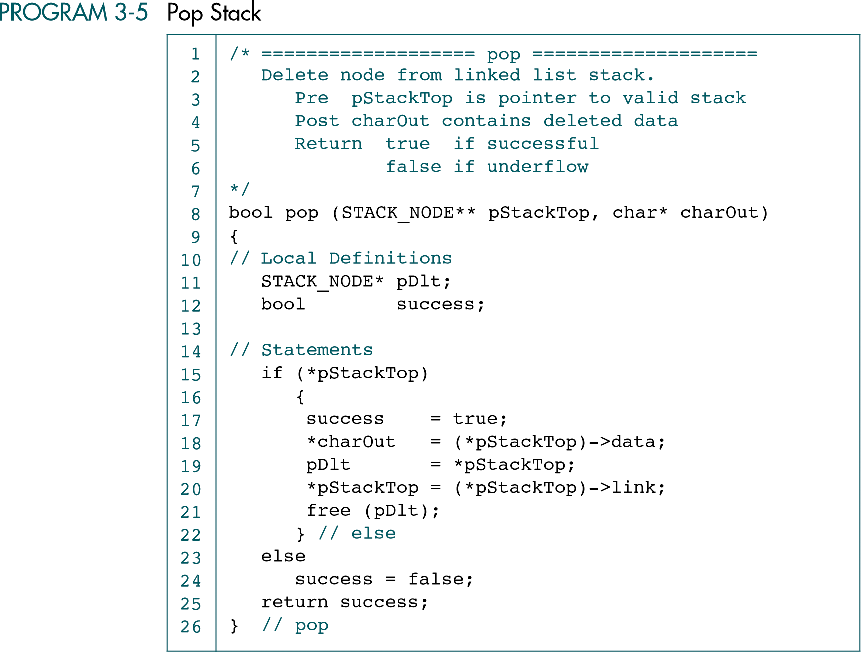 PROGRAM 3-5 Pop Stack
1 /* =================== pop ====================
2 Delete node from linked list stack.
3 Pre pStackTop is pointer to valid stack
4 Post charOut contains deleted data
5 Return true if successful
6 false if underflow
7 */
8 bool pop (STACK_NODE** pStackTop, char* charOut)
9 {
10 // Local Definitions
11 STACK_NODE* pDlt;
12 bool success;
13
14 // Statements
15 if (*pStackTop)
16 {
17 success = true;
18 *charOut = (*pStackTop)->data;
19 pDlt = *pStackTop;
20 *pStackTop = (*pStackTop)->link;
21 free (pDlt);
22 } // else
23 else
24 success = false;
25 return success;
26 } // pop